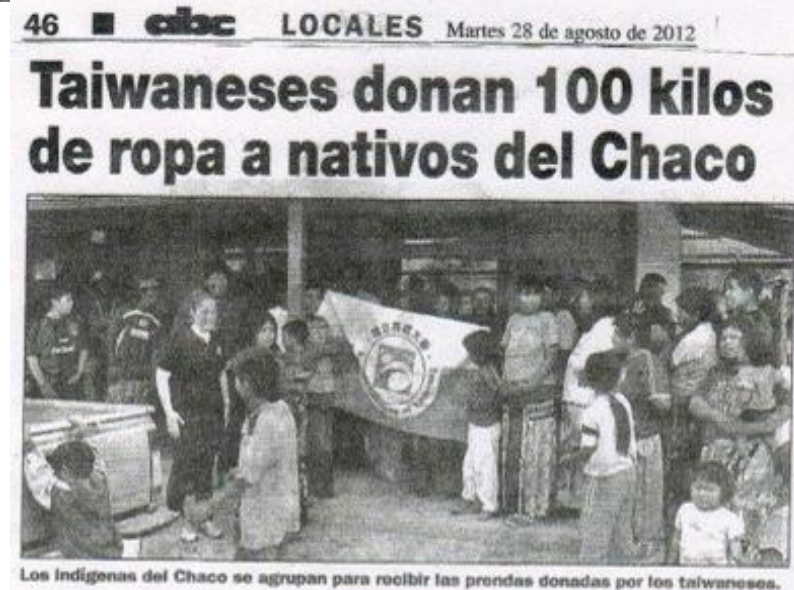 46 ■ abc LOCALES Martes 28 de agosto de 2012
Taiwaneses donan 100 kilos
de ropa a nativos del Chaco
Los indígenas del Chaco se agrupan para recibir las prendas donadas por los taiwaneses.